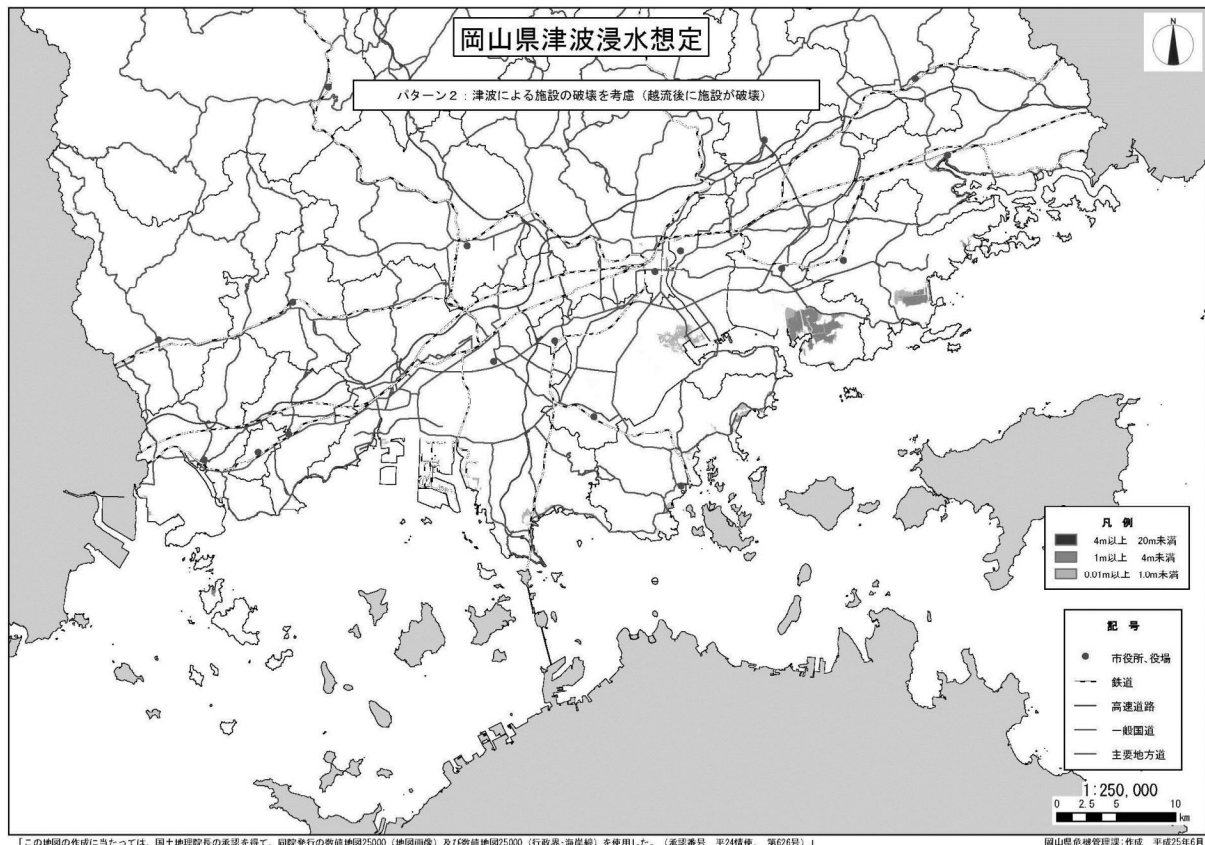 岡山県津波浸水想定
N
パターン2:津波による施設の破壊を考慮(越流後に施設が破壊)
凡 例
4m以上 20m未満
1m以上 4m未満
0.01m以上 1.0m未満
記 号
市役所、役場
鉄道
高速道路
一般国道
主要地方道
1:250,000
0 2.5 5 10
km
「この地図の作成に当たっては、国土地理院長の承認を得て、同院発行の数値地図25000(地図画像)及び数値地図25000(行政界・海岸線)を使用した。(承認番号 平24情使、 第626号)」
岡山県危機管理課:作成 平成25年6月